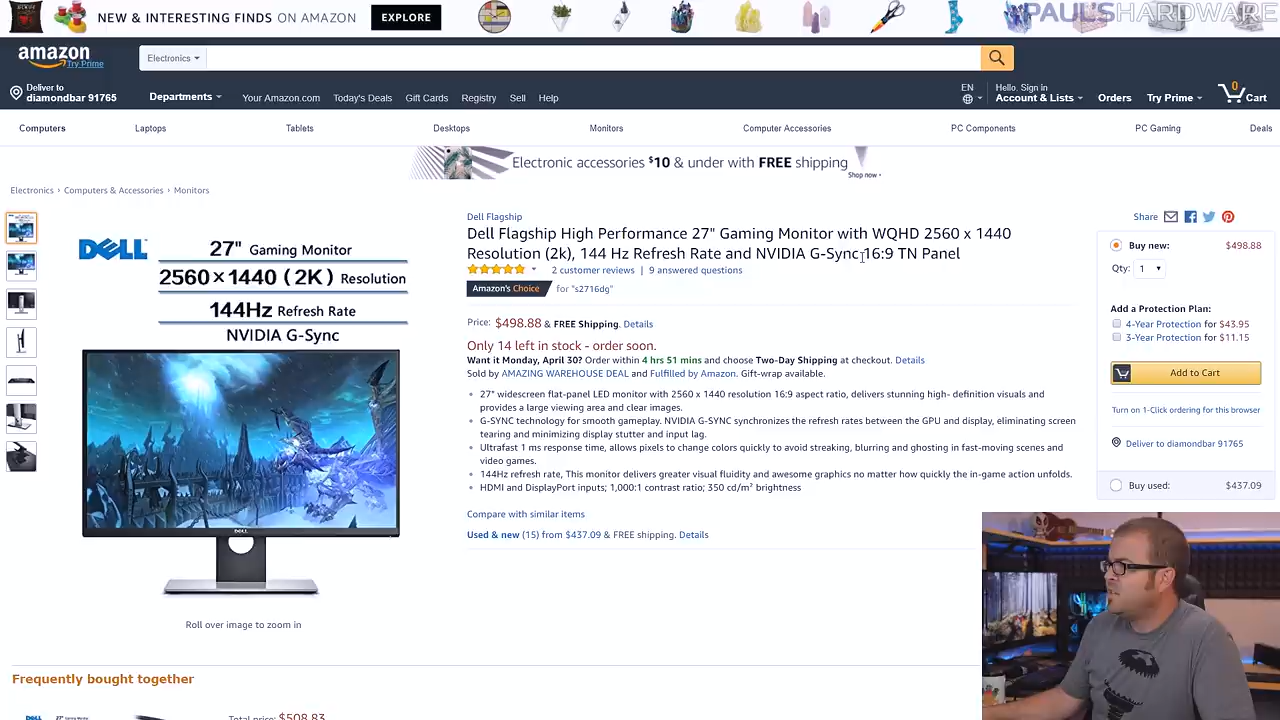 NEW & INTERESTING FINDS ON AMAZON EXPLORE
PAUL'S HARDWARE
amazon
Try Prime
Electronics
Deliver to
diamondbar 91765
Departments
Your Amazon.com Today's Deals Gift Cards Registry Sell Help
EN
Hello. Sign in
Account & Lists
Orders
Try Prime
0
Cart
Computers Laptops Tablets Desktops Monitors Computer Accessories PC Components PC Gaming Deals
Electronic accessories $10 & under with FREE shipping
Shop now ›
Electronics › Computers & Accessories › Monitors
DELL
27" Gaming Monitor
2560×1440 (2K) Resolution
144Hz Refresh Rate
NVIDIA G-Sync
DELL
Roll over image to zoom in
Dell Flagship
Dell Flagship High Performance 27" Gaming Monitor with WQHD 2560 x 1440
Resolution (2k), 144 Hz Refresh Rate and NVIDIA G-Sync 16:9 TN Panel
2 customer reviews | 9 answered questions
Amazon's Choice for "s2716dg"
Price: $498.88 & FREE Shipping. Details
Only 14 left in stock - order soon.
Want it Monday, April 30? Order within 4 hrs 51 mins and choose Two-Day Shipping at checkout. Details
Sold by AMAZING WAREHOUSE DEAL and Fulfilled by Amazon. Gift-wrap available.
27" widescreen flat-panel LED monitor with 2560 x 1440 resolution 16:9 aspect ratio, delivers stunning high- definition visuals and
provides a large viewing area and clear images.
G-SYNC technology for smooth gameplay. NVIDIA G-SYNC synchronizes the refresh rates between the GPU and display, eliminating screen
tearing and minimizing display stutter and input lag.
Ultrafast 1 ms response time, allows pixels to change colors quickly to avoid streaking, blurring and ghosting in fast-moving scenes and
video games.
144Hz refresh rate, This monitor delivers greater visual fluidity and awesome graphics no matter how quickly the in-game action unfolds.
HDMI and DisplayPort inputs; 1,000:1 contrast ratio; 350 cd/m² brightness
Compare with similar items
Used & new (15) from $437.09 & FREE shipping. Details
Share
Buy new: $498.88
Qty: 1
Add a Protection Plan:
4-Year Protection for $43.95
3-Year Protection for $11.15
Add to Cart
Turn on 1-Click ordering for this browser
Deliver to diamondbar 91765
Buy used: $437.09
Frequently bought together
Total price: $508.83